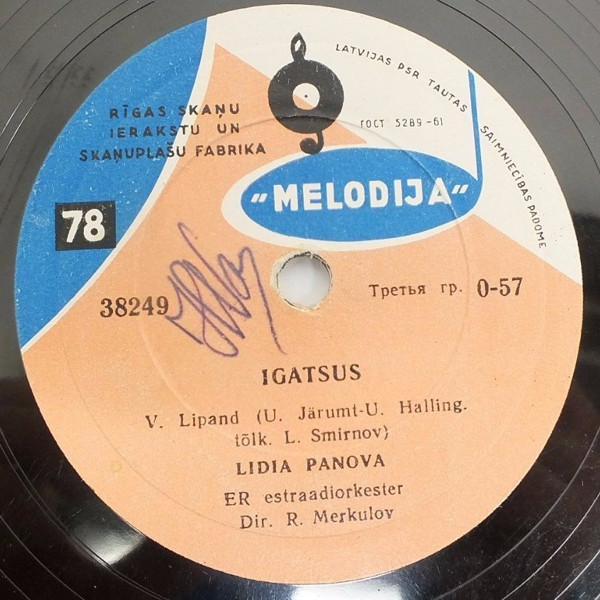 LATVIJAS PSR TAUTAS SAIMNIECĪBAS PADOME
RĪGAS SKAŅU
IERAKSTU UN
SKAŅUPLAŠU FABRIKA
ГОСТ 5289-61
"MELODIJA"
78
38249
Третья гр. 0-57
IGATSUS
V. Lipand (U. Järumt-U. Halling.
tõlk. L. Smirnov)
LIDIA PANOVA
ER estraadiorkester
Dir. R. Merkulov